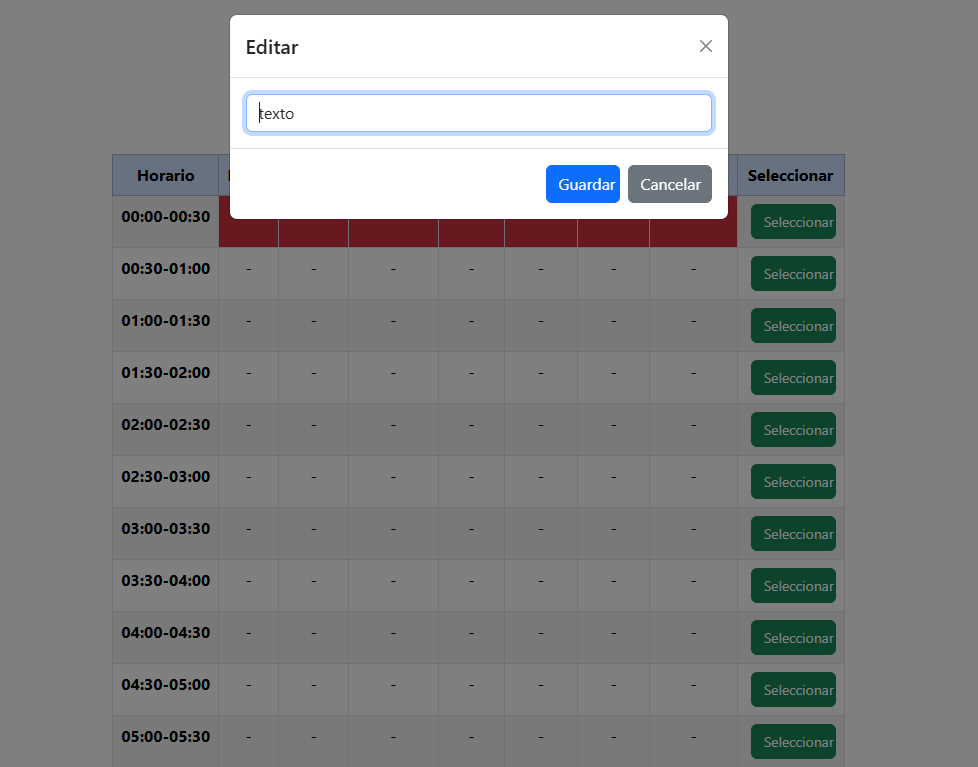 Editar
texto
Guardar Cancelar
Horario Seleccionar
00:00-00:30 Seleccionar
00:30-01:00 - - - - - - - Seleccionar
01:00-01:30 - - - - - - - Seleccionar
01:30-02:00 - - - - - - - Seleccionar
02:00-02:30 - - - - - - - Seleccionar
02:30-03:00 - - - - - - - Seleccionar
03:00-03:30 - - - - - - - Seleccionar
03:30-04:00 - - - - - - - Seleccionar
04:00-04:30 - - - - - - - Seleccionar
04:30-05:00 - - - - - - - Seleccionar
05:00-05:30 - - - - - - - Seleccionar